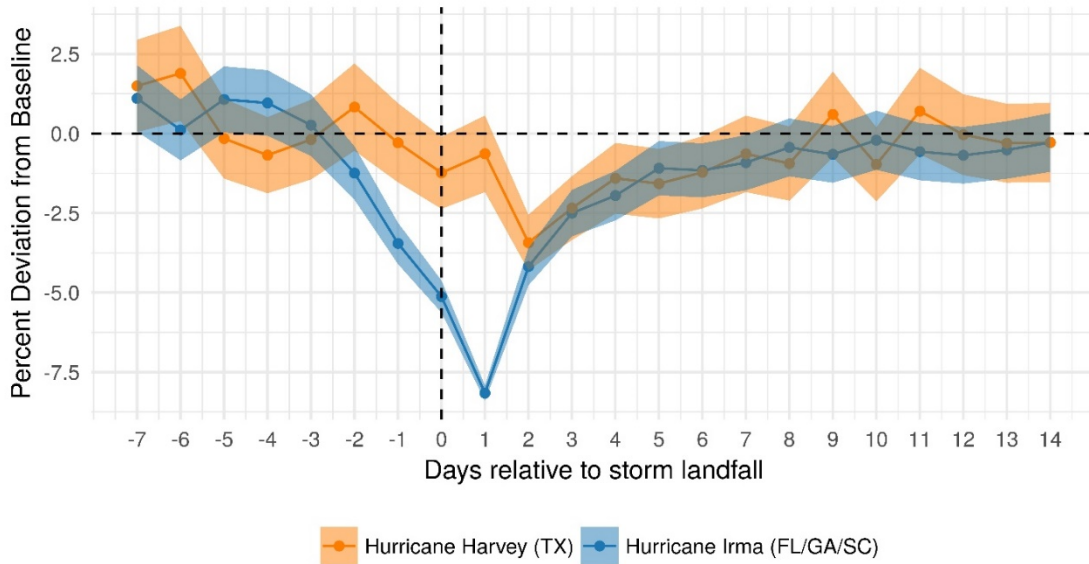 Percent Deviation from Baseline
2.5
0.0
-2.5
-5.0
-7.5
-7 -6 -5 -4 -3 -2 -1 0 1 2 3 4 5 6 7 8 9 10 11 12 13 14
Days relative to storm landfall
Hurricane Harvey (TX) Hurricane Irma (FL/GA/SC)